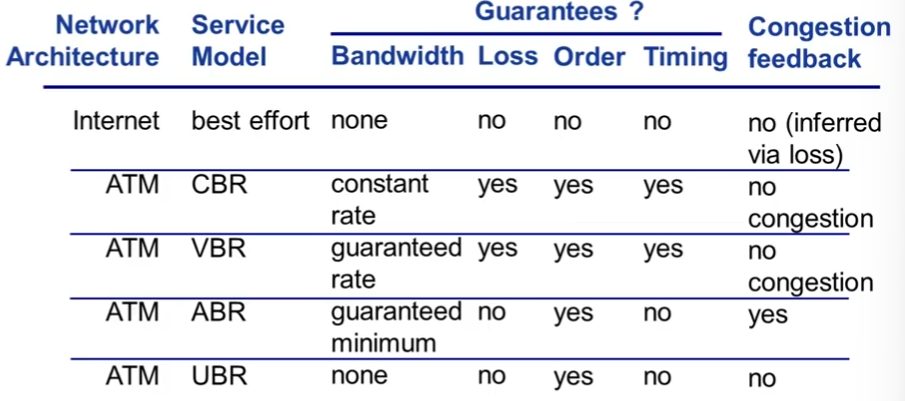 Guarantees ?
Network Service Congestion
Architecture Model Bandwidth Loss Order Timing feedback
Internet best effort none no no no no (inferred
via loss)
ATM CBR constant yes yes yes no
rate congestion
ATM VBR guaranteed yes yes yes no
rate congestion
ATM ABR guaranteed no yes no yes
minimum
ATM UBR none no yes no no